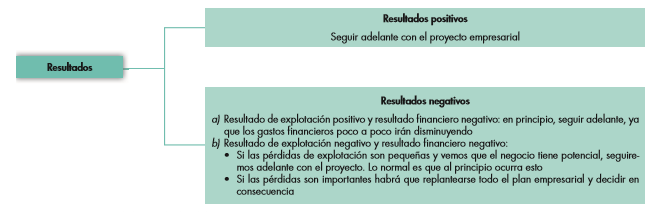 Resultados positivos
Seguir adelante con el proyecto empresarial
Resultados
Resultados negativos
a) Resultado de explotación positivo y resultado financiero negativo: en principio, seguir adelante, ya
que los gastos financieros poco a poco irán disminuyendo
b) Resultado de explotación negativo y resultado financiero negativo:
• Si las pérdidas de explotación son pequeñas y vemos que el negocio tiene potencial, seguire-
mos adelante con el proyecto. Lo normal es que al principio ocurra esto
• Si las pérdidas son importantes habrá que replantearse todo el plan empresarial y decidir en
consecuencia